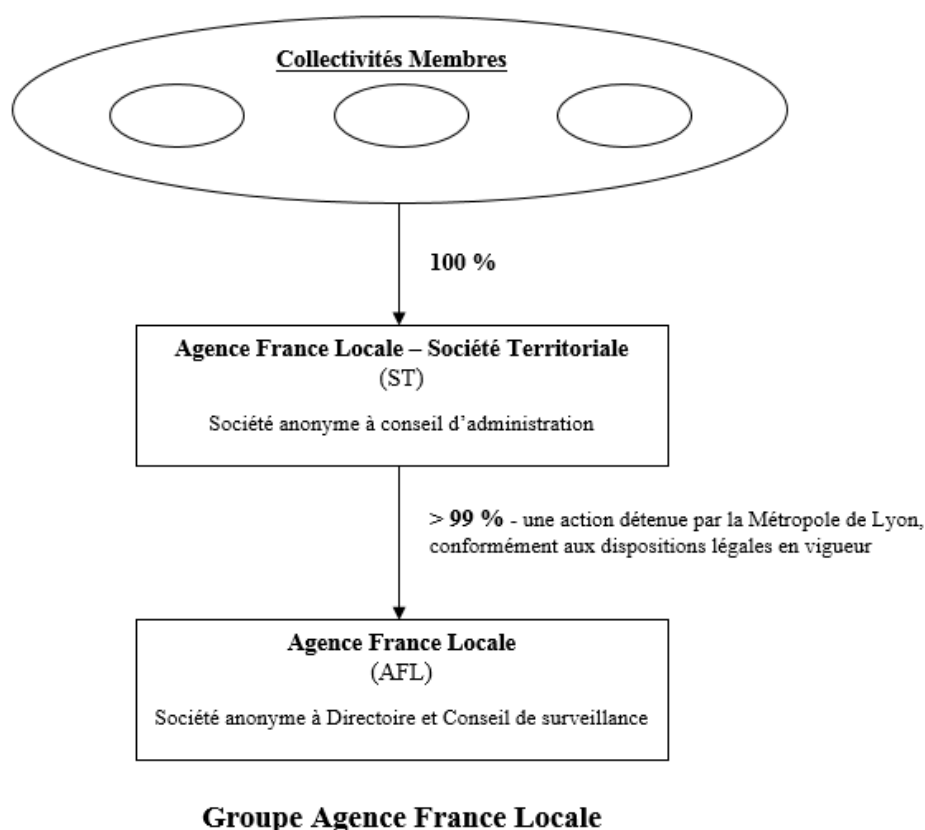 Collectivités Membres
100 %
Agence France Locale – Société Territoriale
(ST)
Société anonyme à conseil d’administration
> 99 % - une action détenue par la Métropole de Lyon,
conformément aux dispositions légales en vigueur
Agence France Locale
(AFL)
Société anonyme à Directoire et Conseil de surveillance
Groupe Agence France Locale